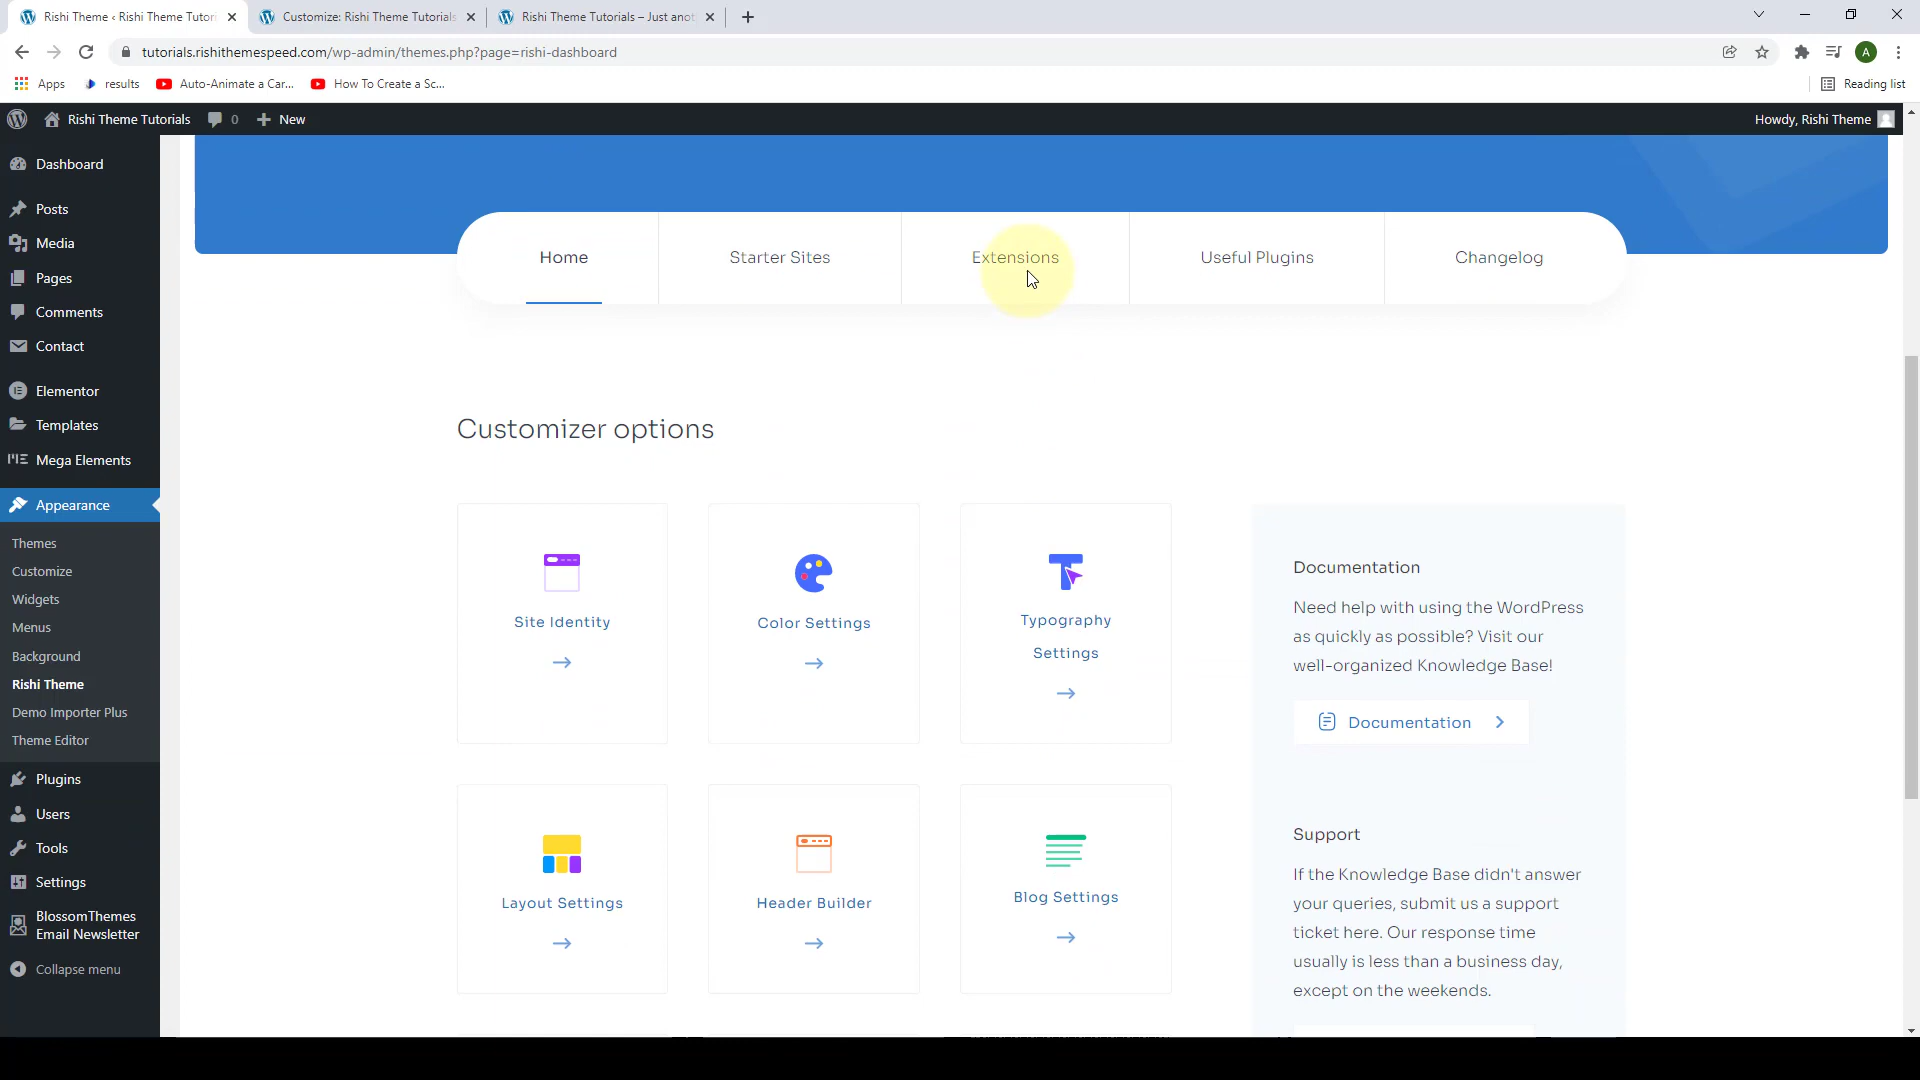 Rishi Theme ‹ Rishi Theme Tutori
Customize: Rishi Theme Tutorials
Rishi Theme Tutorials – Just anot
tutorials.rishithemespeed.com/wp-admin/themes.php?page=rishi-dashboard
A
Apps
results
Auto-Animate a Car...
How To Create a Sc...
Reading list
Rishi Theme Tutorials
0
New
Howdy, Rishi Theme
Dashboard
Posts
Media
Pages
Comments
Contact
Elementor
Templates
Mega Elements
Appearance
Themes
Customize
Widgets
Menus
Background
Rishi Theme
Demo Importer Plus
Theme Editor
Plugins
Users
Tools
Settings
BlossomThemes
Email Newsletter
Collapse menu
Home
Starter Sites
Extensions
Useful Plugins
Changelog
Customizer options
Site Identity
Color Settings
Typography
Settings
Layout Settings
Header Builder
Blog Settings
Documentation
Need help with using the WordPress
as quickly as possible? Visit our
well-organized Knowledge Base!
Documentation
Support
If the Knowledge Base didn't answer
your queries, submit us a support
ticket here. Our response time
usually is less than a business day,
except on the weekends.